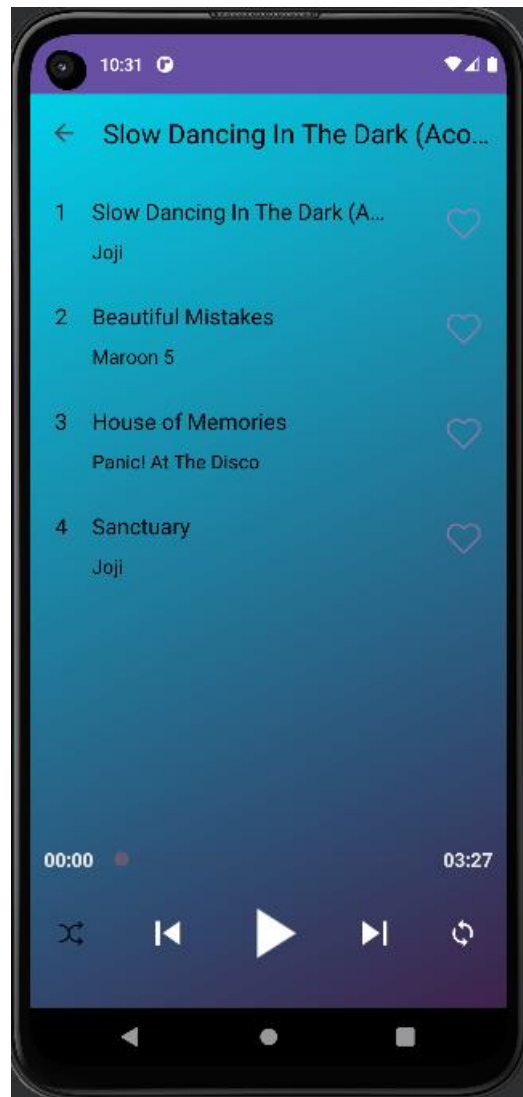 10:31
Slow Dancing In The Dark (Aco...
1 Slow Dancing In The Dark (A...
Joji
2 Beautiful Mistakes
Maroon 5
3 House of Memories
Panic! At The Disco
4 Sanctuary
Joji
00:00 03:27